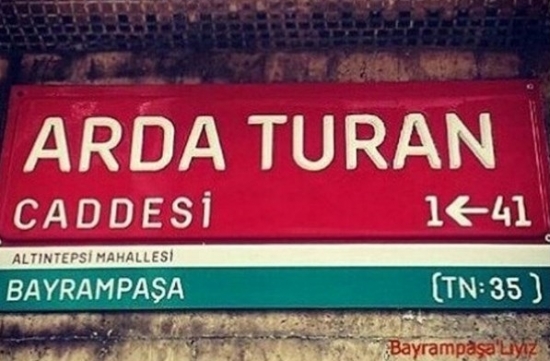 ARDA TURAN
CADDESİ 1←41
ALTINTEPSİ MAHALLESİ
BAYRAMPAŞA (TN:35)
Bayrampaşa'Lıyız